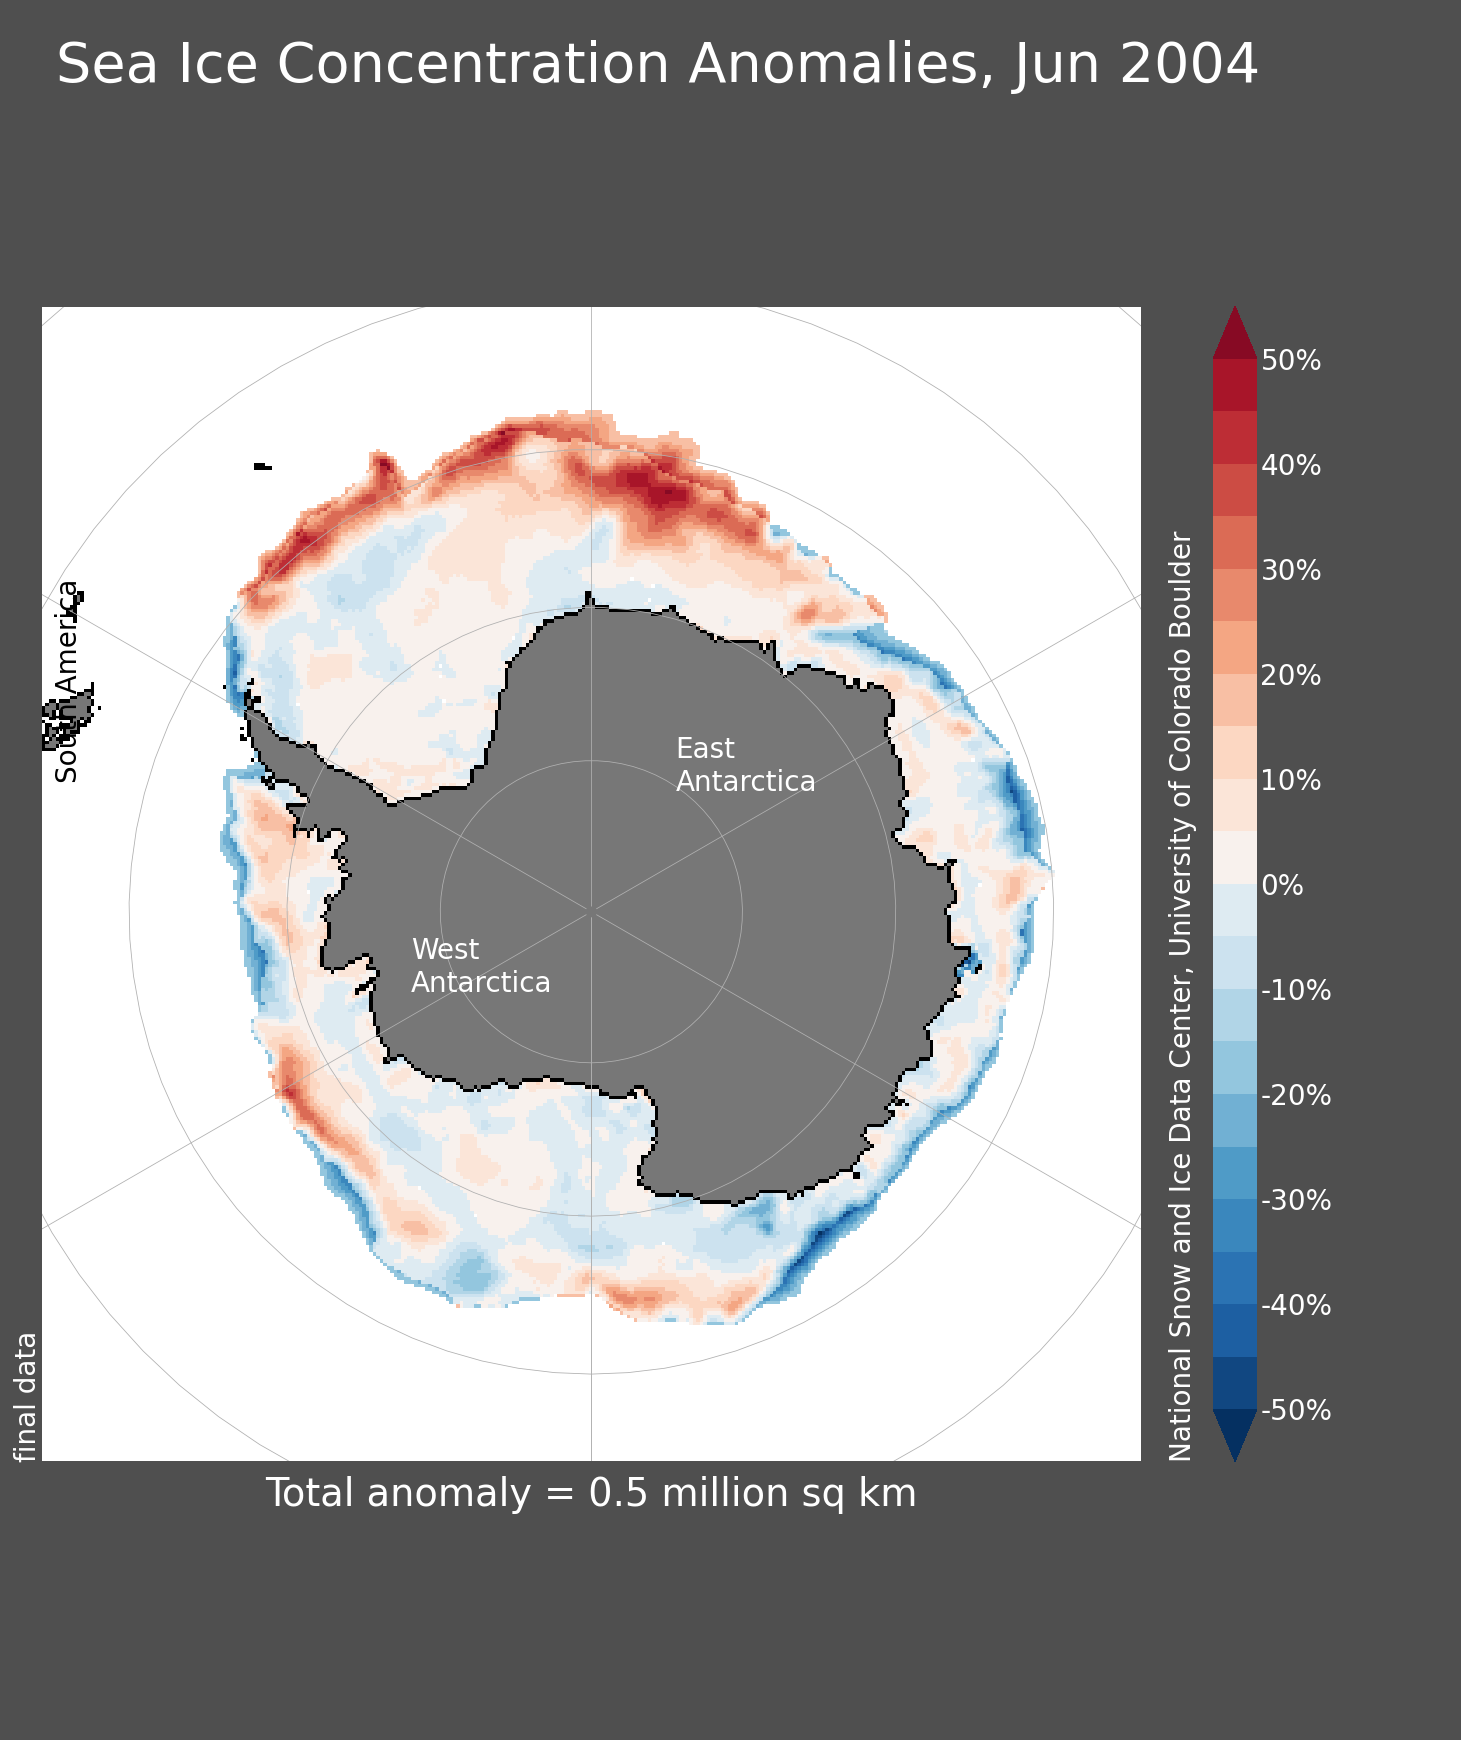 Sea Ice Concentration Anomalies, Jun 2004
South America
East
Antarctica
West
Antarctica
final data
National Snow and Ice Data Center, University of Colorado Boulder
50%
40%
30%
20%
10%
0%
-10%
-20%
-30%
-40%
-50%
Total anomaly = 0.5 million sq km